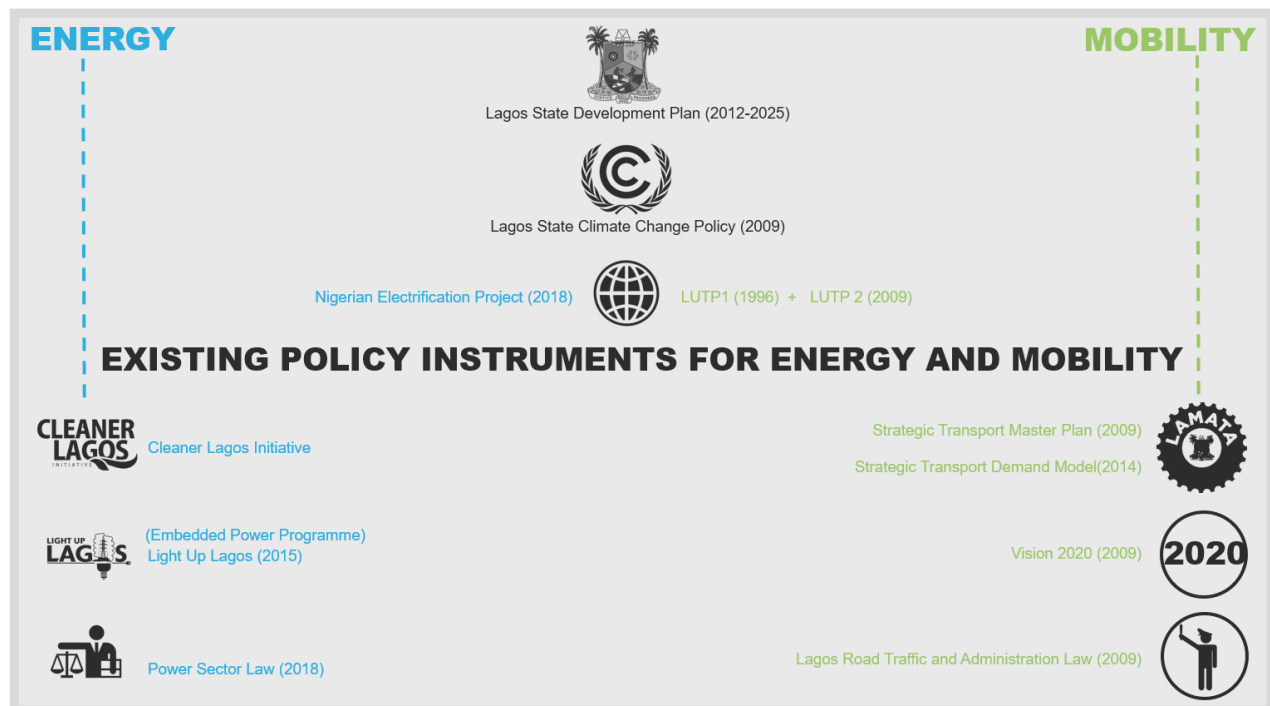 ENERGY
MOBILITY
Lagos State Development Plan (2012-2025)
Lagos State Climate Change Policy (2009)
Nigerian Electrification Project (2018)
LUTP1 (1996) + LUTP 2 (2009)
EXISTING POLICY INSTRUMENTS FOR ENERGY AND MOBILITY
CLEANER
LAGOS
INITIATIVE
Cleaner Lagos Initiative
Strategic Transport Master Plan (2009)
Strategic Transport Demand Model(2014)
LAMATA
LIGHT UP
LAGOS
(Embedded Power Programme)
Light Up Lagos (2015)
Vision 2020 (2009)
2020
Power Sector Law (2018)
Lagos Road Traffic and Administration Law (2009)